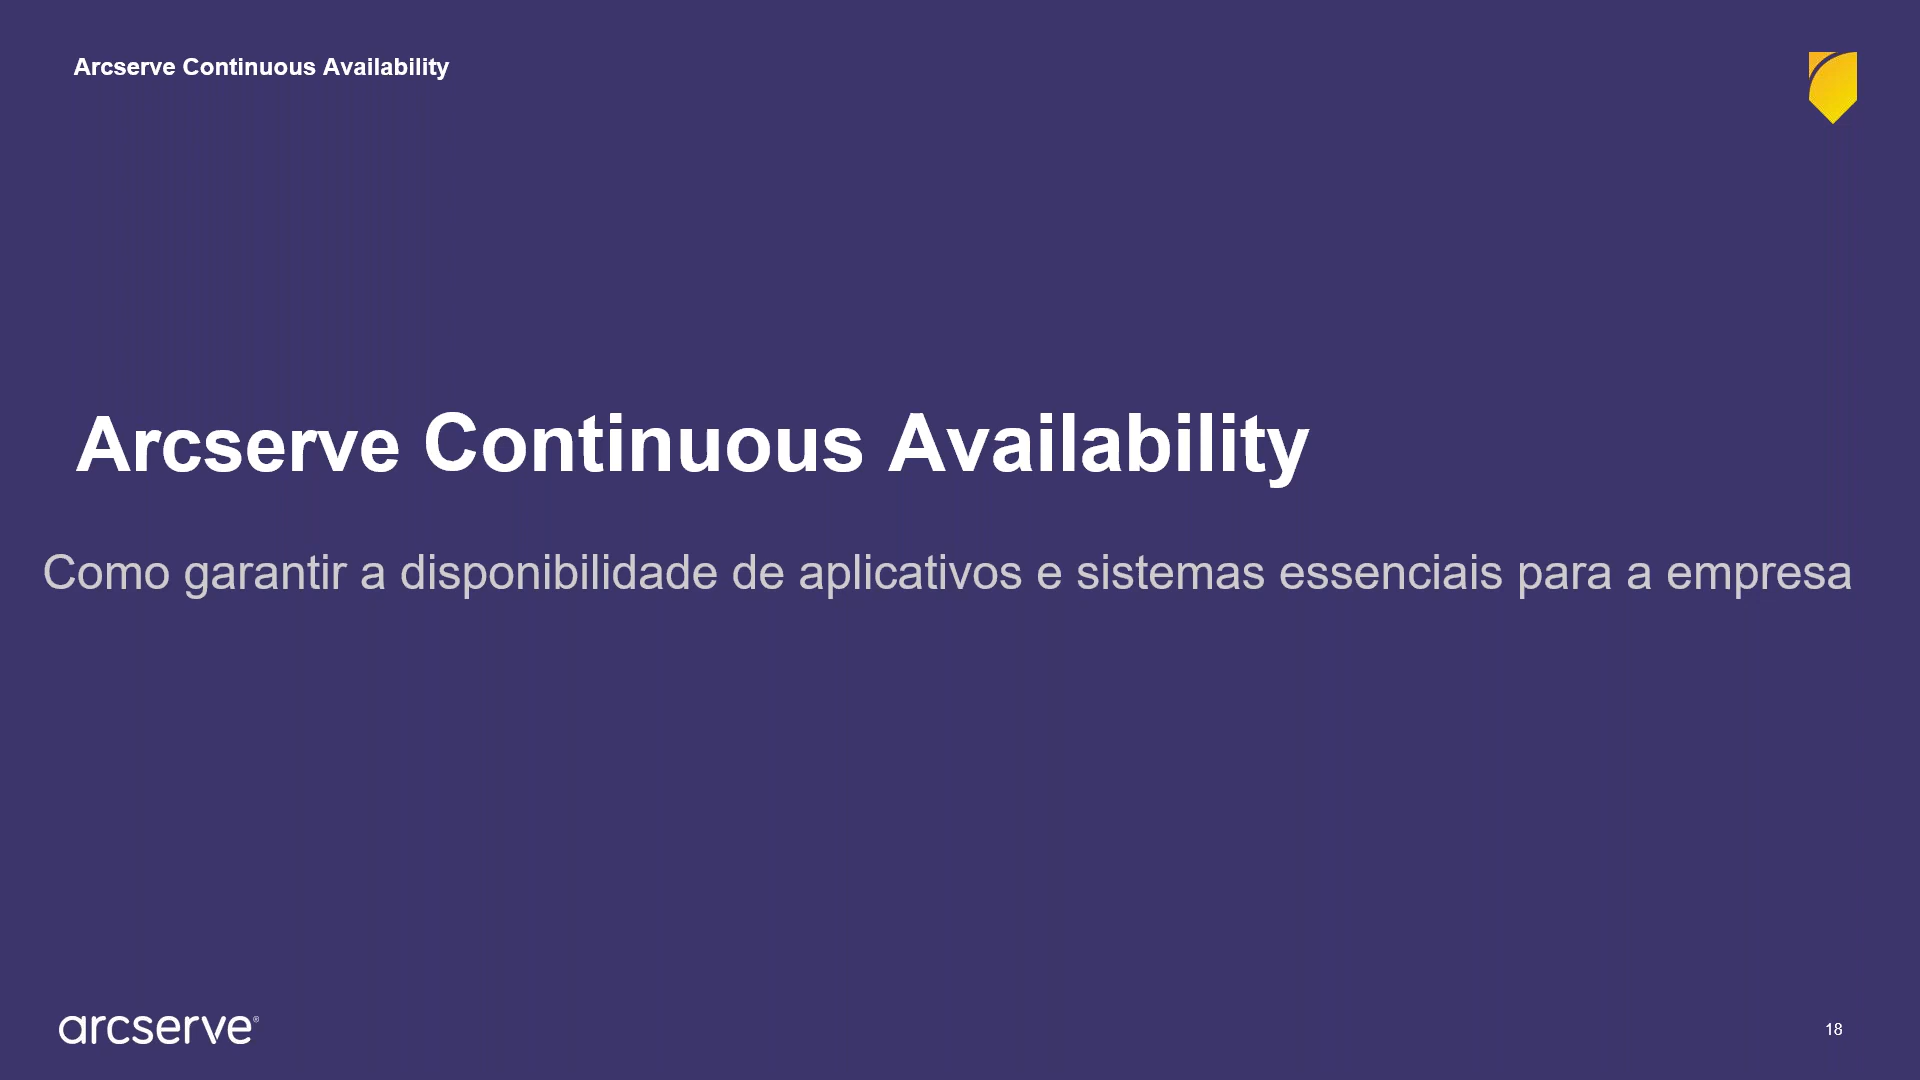 Arcserve Continuous Availability
Arcserve Continuous Availability
Como garantir a disponibilidade de aplicativos e sistemas essenciais para a empresa
arcserve®
18